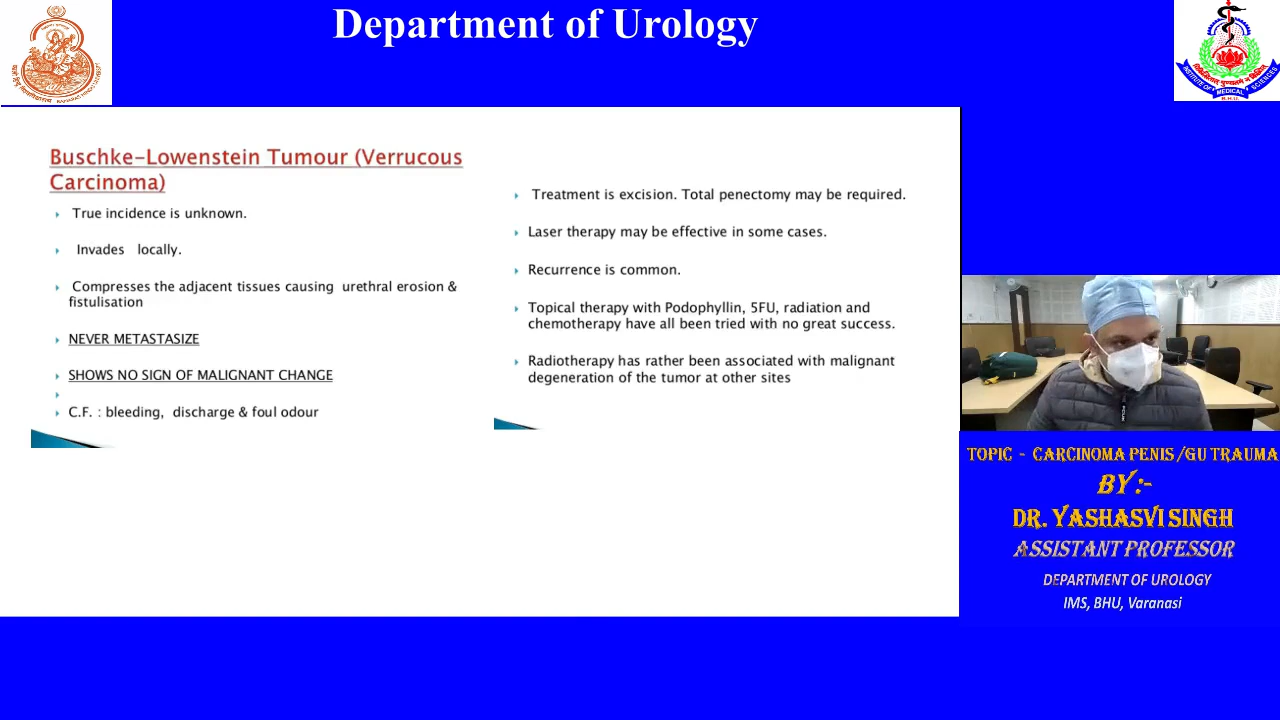 Department of Urology
INSTITUTE OF MEDICAL SCIENCES
B.H.U.
Buschke-Lowenstein Tumour (Verrucous
Carcinoma)
True incidence is unknown.
Invades locally.
Compresses the adjacent tissues causing urethral erosion &
fistulisation
NEVER METASTASIZE
SHOWS NO SIGN OF MALIGNANT CHANGE
C.F. : bleeding, discharge & foul odour
Treatment is excision. Total penectomy may be required.
Laser therapy may be effective in some cases.
Recurrence is common.
Topical therapy with Podophyllin, 5FU, radiation and
chemotherapy have all been tried with no great success.
Radiotherapy has rather been associated with malignant
degeneration of the tumor at other sites
TOPIC - CARCINOMA PENIS /GU TRAUMA
BY :-
DR. YASHASVI SINGH
ASSISTANT PROFESSOR
DEPARTMENT OF UROLOGY
IMS, BHU, Varanasi